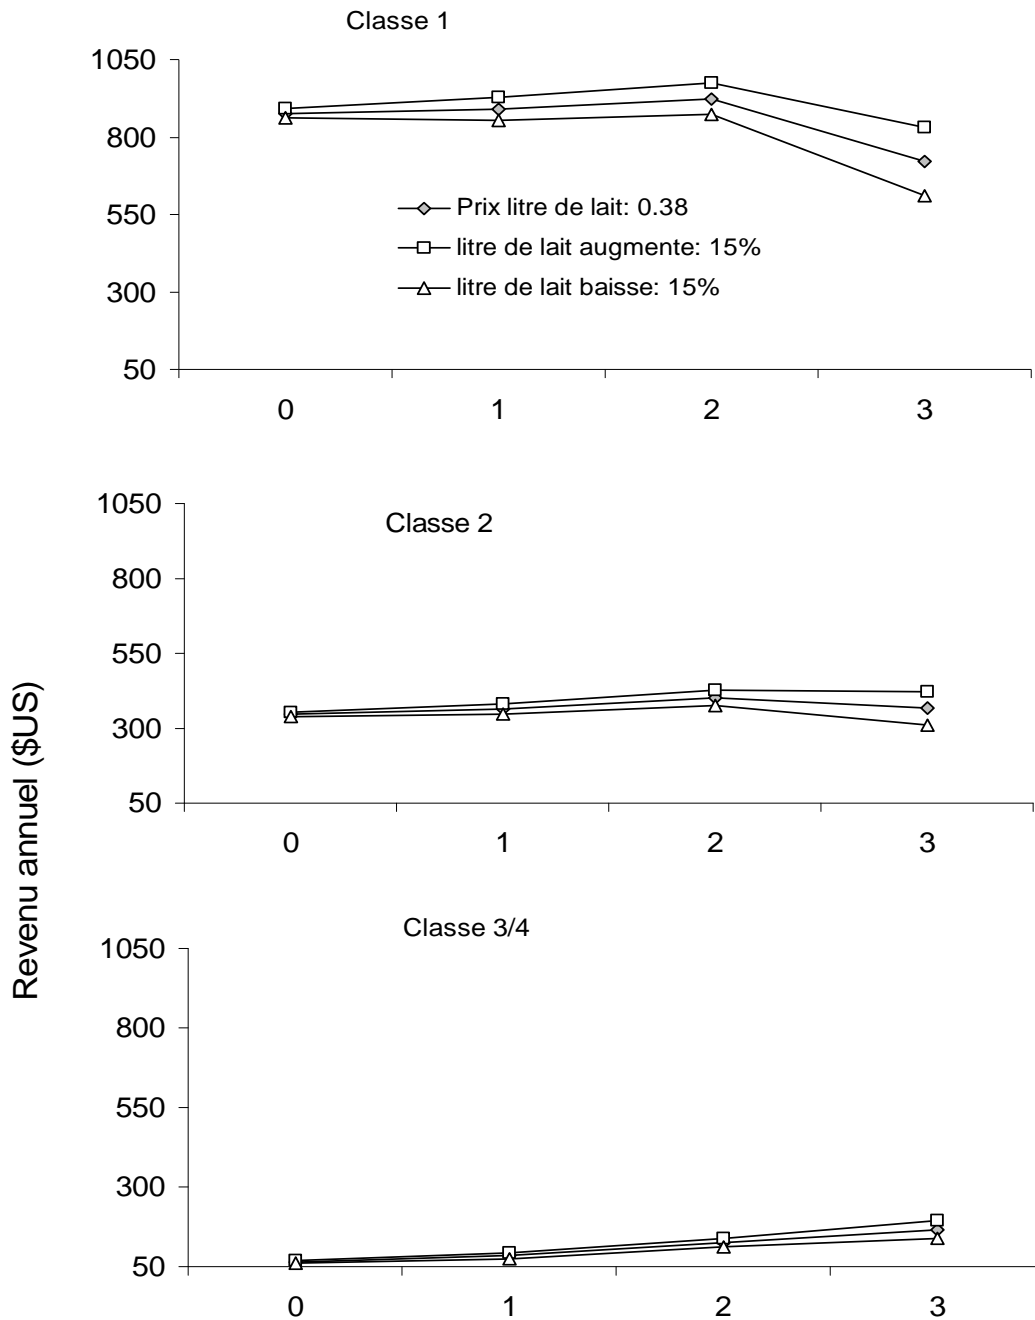 Classe 1
1050
800
550
300
50
Prix litre de lait: 0.38
litre de lait augmente: 15%
litre de lait baisse: 15%
0 1 2 3
Revenu annuel ($US)
Classe 2
1050
800
550
300
50
0 1 2 3
Classe 3/4
1050
800
550
300
50
0 1 2 3